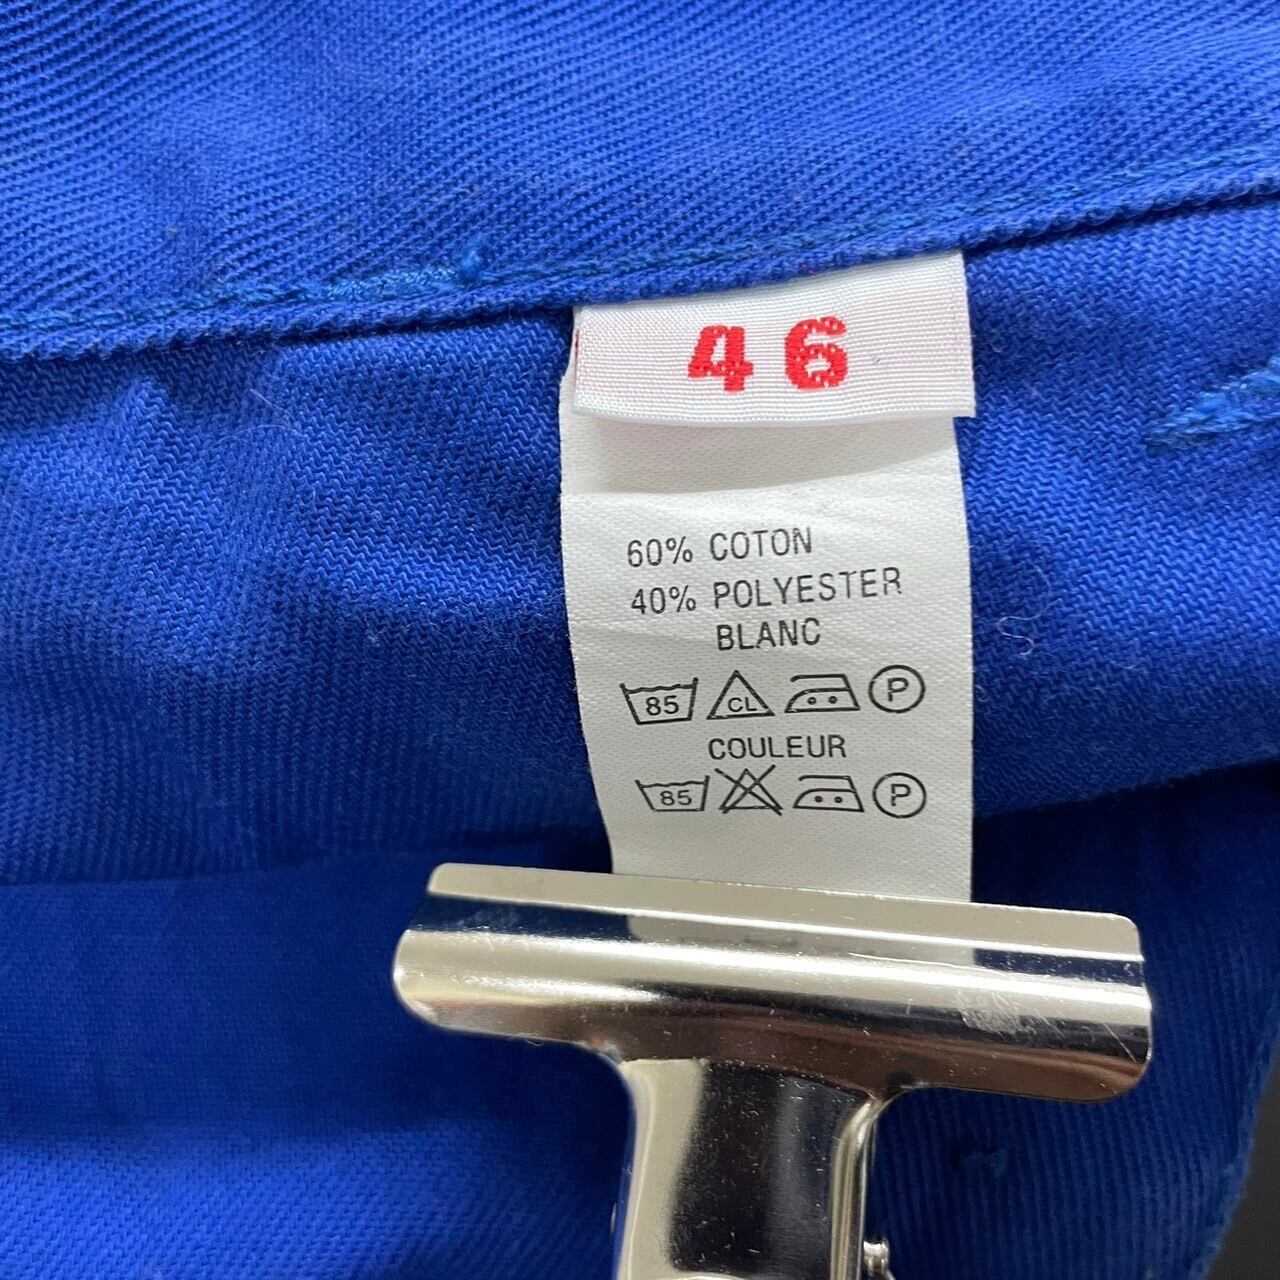 46
60% COTON
40% POLYESTER
BLANC
85 CL P
COULEUR
85 P